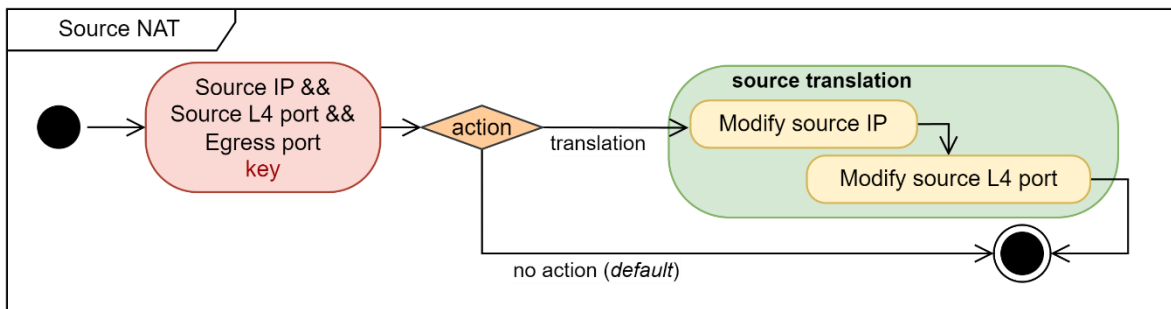 Source NAT
Source IP &&
Source L4 port &&
Egress port
key
action
translation
no action (default)
source translation
Modify source IP
Modify source L4 port